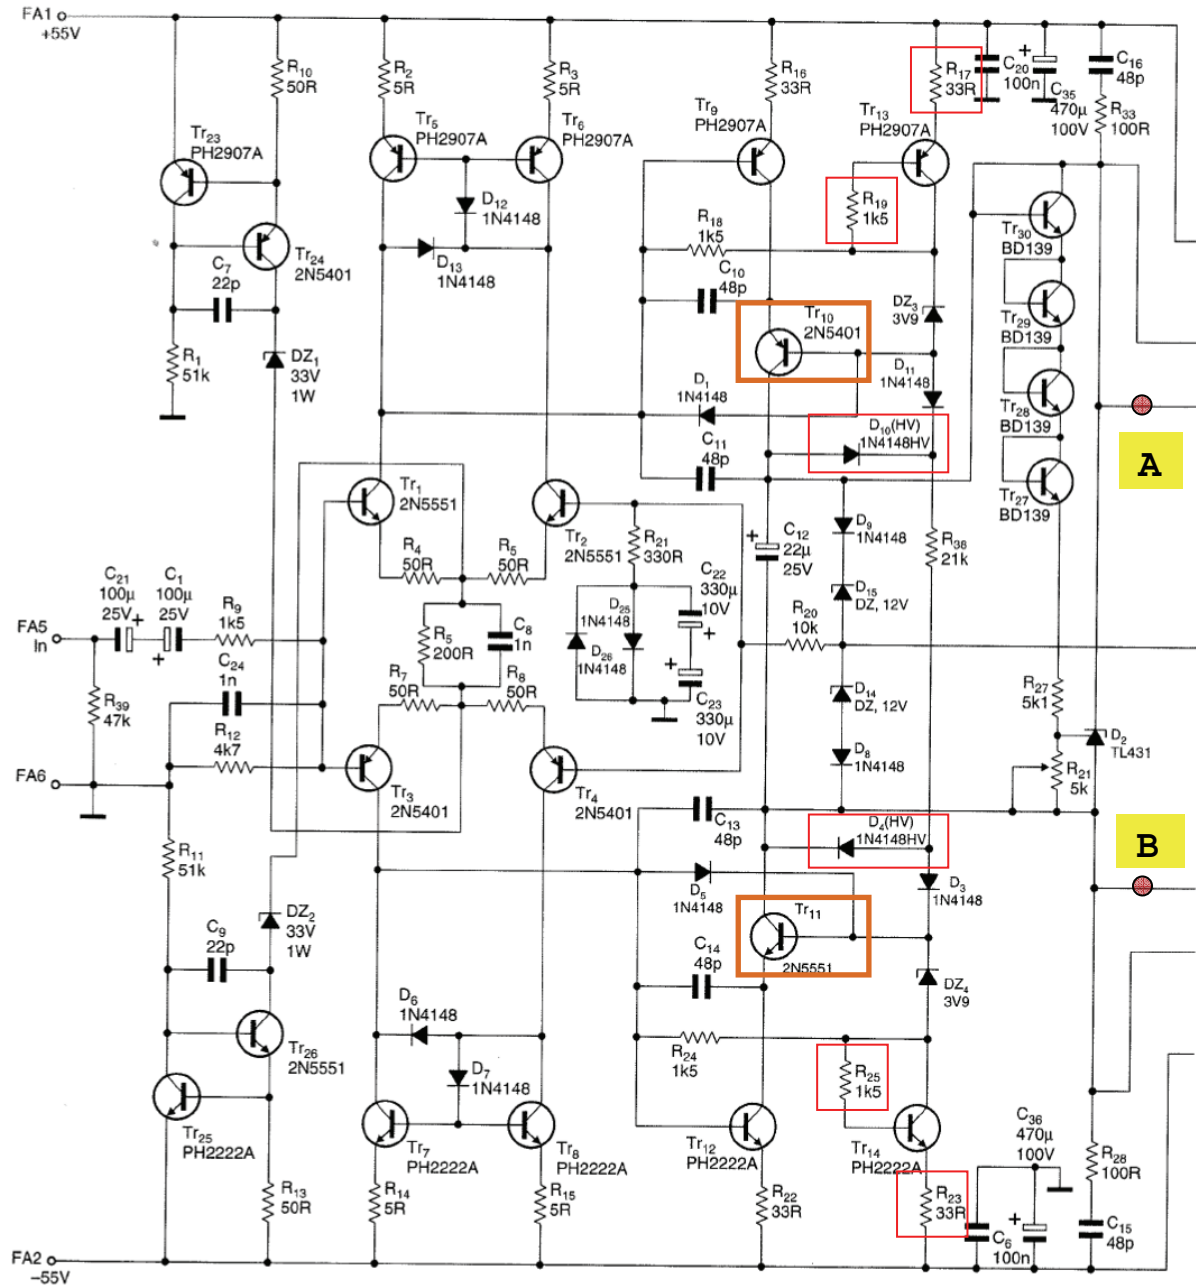 FA1
+55V
R10
50R
R2
5R
R3
5R
R16
33R
R17
33R
C20
100n
+
C35
470µ
100V
C16
48p
R33
100R
Tr23
PH2907A
Tr5
PH2907A
Tr6
PH2907A
Tr9
PH2907A
Tr13
PH2907A
D12
1N4148
R19
1k5
Tr24
2N5401
C7
22p
D13
1N4148
R18
1k5
C10
48p
Tr30
BD139
Tr10
2N5401
DZ3
3V9
Tr29
BD139
R1
51k
DZ1
33V
1W
D1
1N4148
D11
1N4148
Tr28
BD139
D10(HV)
1N4148HV
A
C11
48p
Tr1
2N5551
Tr2
2N5551
Tr27
BD139
R21
330R
C12
22µ
25V
+
D9
1N4148
R38
21k
R4
50R
R5
50R
C21
100µ
25V
+
C1
100µ
25V
+
R9
1k5
C22
330µ
10V
+
D25
1N4148
D15
DZ, 12V
R20
10k
FA5
In
R5
200R
C8
1n
D26
1N4148
C24
1n
R39
47k
R7
50R
R8
50R
+
C23
330µ
10V
D14
DZ, 12V
R27
5k1
R12
4k7
D2
TL431
FA6
Tr3
2N5401
Tr4
2N5401
D8
1N4148
R21
5k
C13
48p
D4(HV)
1N4148HV
B
R11
51k
D5
1N4148
D3
1N4148
DZ2
33V
1W
C9
22p
Tr11
2N5551
C14
48p
DZ4
3V9
D6
1N4148
Tr26
2N5551
D7
1N4148
R24
1k5
R25
1k5
Tr25
PH2222A
Tr7
PH2222A
Tr8
PH2222A
Tr12
PH2222A
Tr14
PH2222A
C36
470µ
100V
+
R28
100R
R13
50R
R14
5R
R15
5R
R22
33R
R23
33R
C6
100n
C15
48p
FA2
–55V